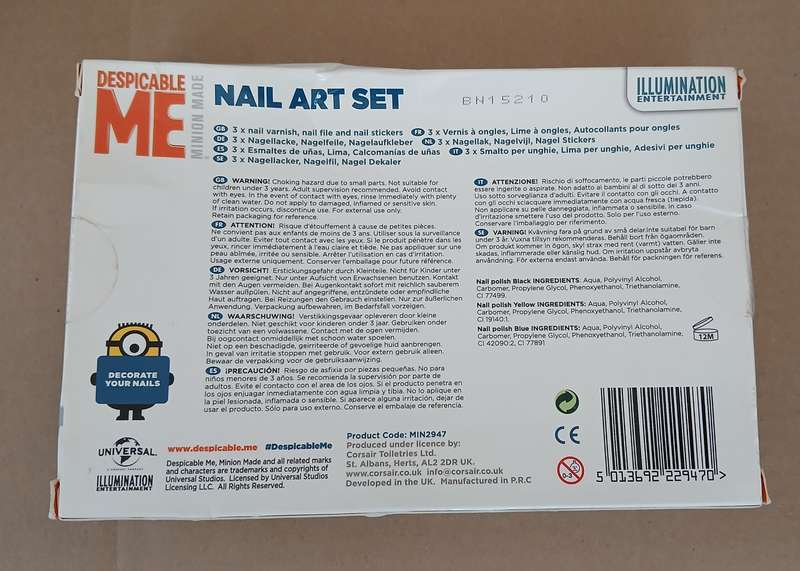 DESPICABLE
ME
MINION MADE
NAIL ART SET
BN15210
ILLUMINATION
ENTERTAINMENT
GB 3 x nail varnish, nail file and nail stickers FR 3 x Vernis à ongles, Lime à ongles, Autocollants pour ongles
DE 3 x Nagellacke, Nagelfeile, Nagelaufkleber NL 3 x Nagellak, Nagelvijl, Nagel Stickers
ES 3 x Esmaltes de uñas, Lima, Calcomanías de uñas IT 3 x Smalto per unghie, Lima per unghie, Adesivi per unghie
SE 3 x Nagellacker, Nagelfil, Nagel Dekaler
GB WARNING! Choking hazard due to small parts. Not suitable for
children under 3 years. Adult supervision recommended. Avoid contact
with eyes. In the event of contact with eyes, rinse immediately with plenty
of clean water. Do not apply to damaged, inflamed or sensitive skin.
If irritation occurs, discontinue use. For external use only.
Retain packaging for reference.
FR ATTENTION! Risque d'étouffement à cause de petites pièces.
Ne convient pas aux enfants de moins de 3 ans. Utiliser sous la surveillance
d'un adulte. Eviter tout contact avec les yeux. Si le produit pénètre dans les
yeux, rincer immédiatement à l'eau claire et tiède. Ne pas appliquer sur une
peau abîmée, irritée ou sensible. Arrêter l'utilisation en cas d'irritation.
Usage externe uniquement. Conserver l'emballage pour future référence.
DE VORSICHT! Erstickungsgefahr durch Kleinteile. Nicht für Kinder unter
3 Jahren geeignet. Nur unter Aufsicht von Erwachsenen benutzen. Kontakt
mit den Augen vermeiden. Bei Augenkontakt sofort mit reichlich sauberem
Wasser außpülen. Nicht auf angegriffene, entzündete oder empfindliche
Haut auftragen. Bei Reizungen den Gebrauch einstellen. Nur zur äußerlichen
Anwendung. Verpackung aufbewahren, im Bedarfsfall vorzulegen.
NL WAARSCHUWING! Verstikkingsgevaar opleveren door kleine
onderdelen. Niet geschikt voor kinderen onder 3 jaar. Gebruiken onder
toezicht van een volwassene. Contact met de ogen vermijden.
Bij oogcontact onmiddellijk met schoon water spoelen.
Niet op een beschadigde, geirriteerde of gevoelige huid aanbrengen.
In geval van irritatie stoppen met gebruik. Voor extern gebruik alleen.
Bewaar de verpakking voor de gebruiksaanwijzing.
ES ¡PRECAUCIÓN! Riesgo de asfixia por piezas pequeñas. No para
niños menores de 3 años. Se recomienda la supervisión por parte de
adultos. Evite el contacto con el area de los ojos. Si el producto penetra en
los ojos enjuagar inmediatamente con agua limpia y tibia. No lo aplique en
la piel lesionada, inflamada o sensible. Si aparece alguna irritación, dejar de
usar el producto. Sólo para uso externo. Conserve el embalaje de referencia.
IT ATTENZIONE! Rischio di soffocamento, le parti piccole potrebbero
essere ingerite o aspirate. Non adatto ai bambini al di sotto dei 3 anni.
Uso sotto sorveglianza d'adulti. Evitare il contatto con gli occhi. A contatto
con gli occhi sciacquare immediatamente con acqua fresca (tiepida).
Non applicare su pelle danneggiata, inflammata o sensibile. In caso
d'irritazione smettere l'uso del prodotto. Solo per uso esterno.
Conservare l'imballaggio per riferimento.
SE VARNING! Kvävning fara på grund av små delar.Inte suitabel för barn
under 3 år. Vuxna tillsyn rekommenderas. Behåll bort från ögaområden.
Om produkt kommer in ögon, skyl strax med rent (varmt) vatten. Gäller inte
skadade, inflammerade eller känslig hud. Om irritation uppträder, sluta
användning. För externa endast använda. Behåll för packningen för referens.
Nail polish Black INGREDIENTS: Aqua, Polyvinyl Alcohol,
Carbomer, Propylene Glycol, Phenoxyethanol, Triethanolamine,
CI 77499.
Nail polish Yellow INGREDIENTS: Aqua, Polyvinyl Alcohol,
Carbomer, Propylene Glycol, Phenoxyethanol, Triethanolamine,
CI 19140:1.
Nail polish Blue INGREDIENTS: Aqua, Polyvinyl Alcohol,
Carbomer, Propylene Glycol, Phenoxyethanol, Triethanolamine,
CI 42090:2, CI 77891
12M
DECORATE
YOUR NAILS
UNIVERSAL
ILLUMINATION
ENTERTAINMENT
www.despicable.me #DespicableMe
Despicable Me, Minion Made and all related marks
and characters are trademarks and copyrights of
Universal Studios. Licensed by Universal Studios
Licensing LLC. All Rights Reserved.
Product Code: MIN2947
Produced under licence by:
Corsair Toiletries Ltd.
St. Albans, Herts, AL2 2DR UK.
www.corsair.co.uk info@corsair.co.uk
Developed in the UK. Manufactured in P.R.C
CE
0-3
5 013692 229470 >